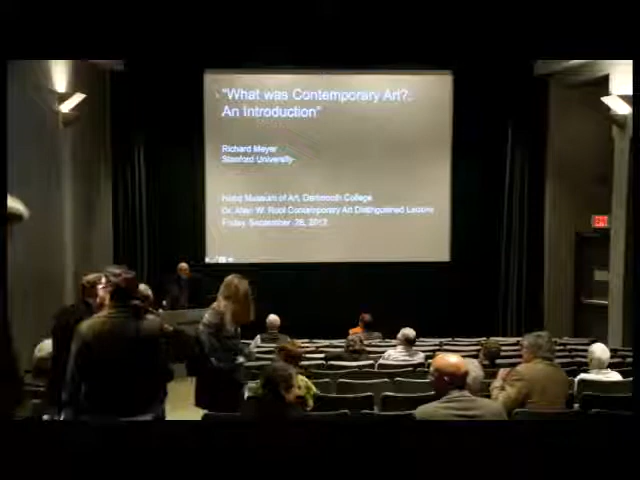 "What was Contemporary Art?:
An Introduction"
Richard Meyer
Stanford University
Hood Museum of Art, Dartmouth College
Dr. Allen W. Root Contemporary Art Distinguished Lecture
Friday, September 28, 2012
EXIT